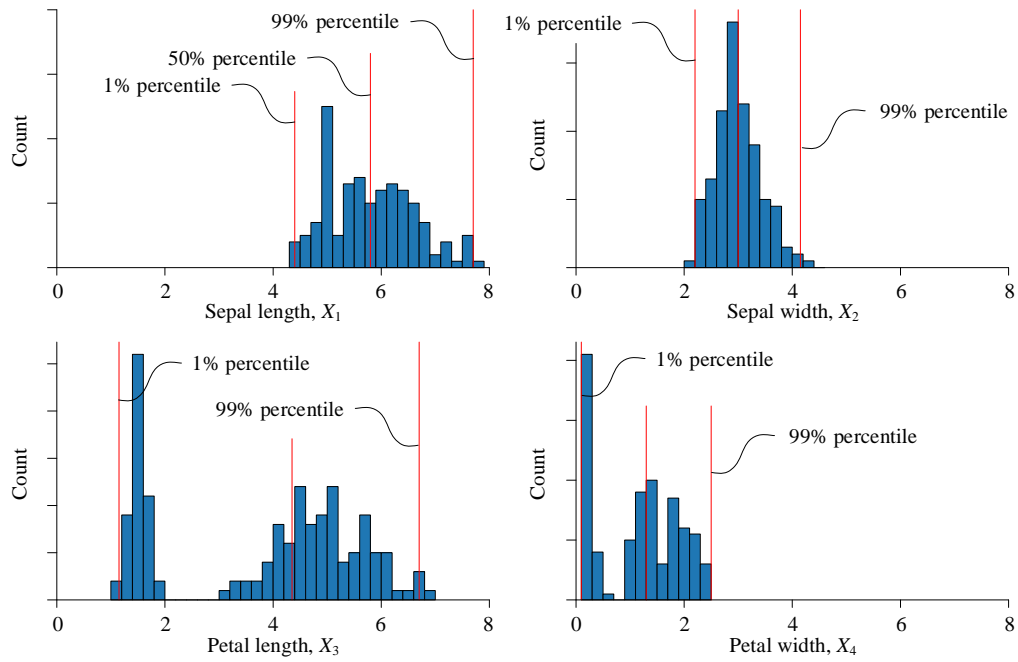 99% percentile
50% percentile
1% percentile
Count
0 2 4 6 8
Sepal length, X1
1% percentile
99% percentile
Count
0 2 4 6 8
Sepal width, X2
1% percentile
99% percentile
Count
0 2 4 6 8
Petal length, X3
1% percentile
99% percentile
Count
0 2 4 6 8
Petal width, X4